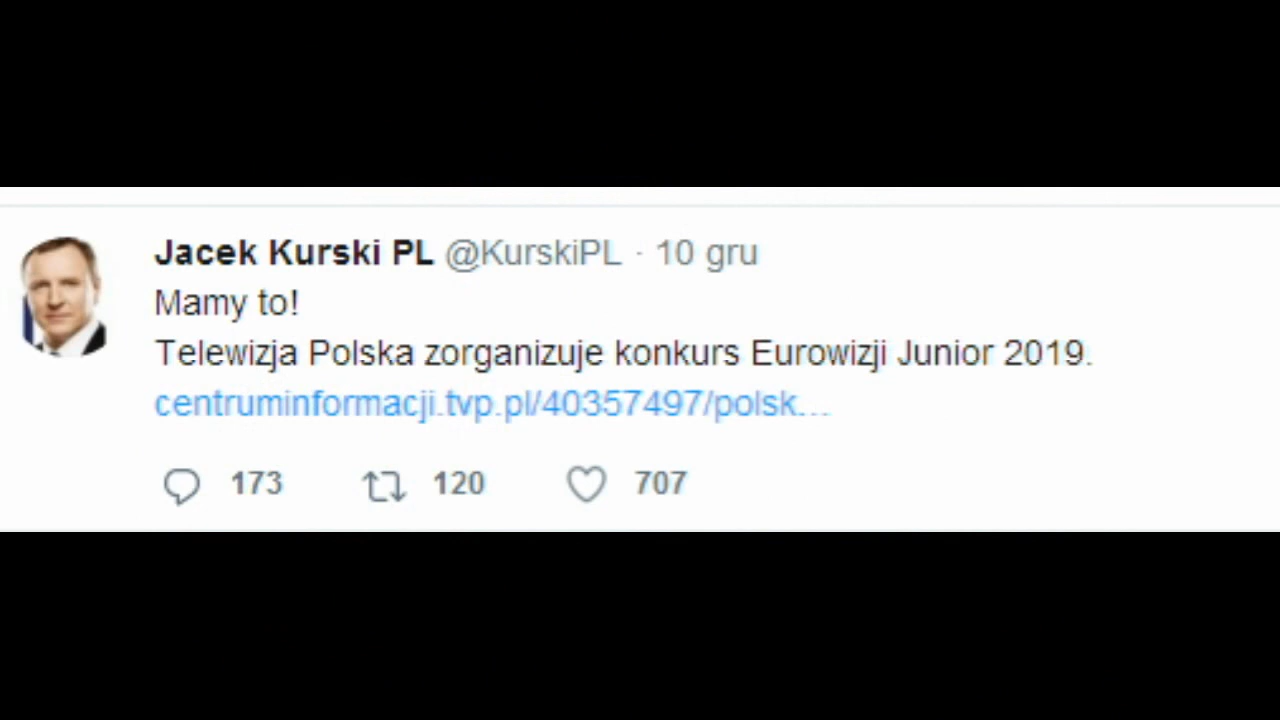 Jacek Kurski PL @KurskiPL · 10 gru
Mamy to!
Telewizja Polska zorganizuje konkurs Eurowizji Junior 2019.
centruminformacji.tvp.pl/40357497/polsk...
173 120 707